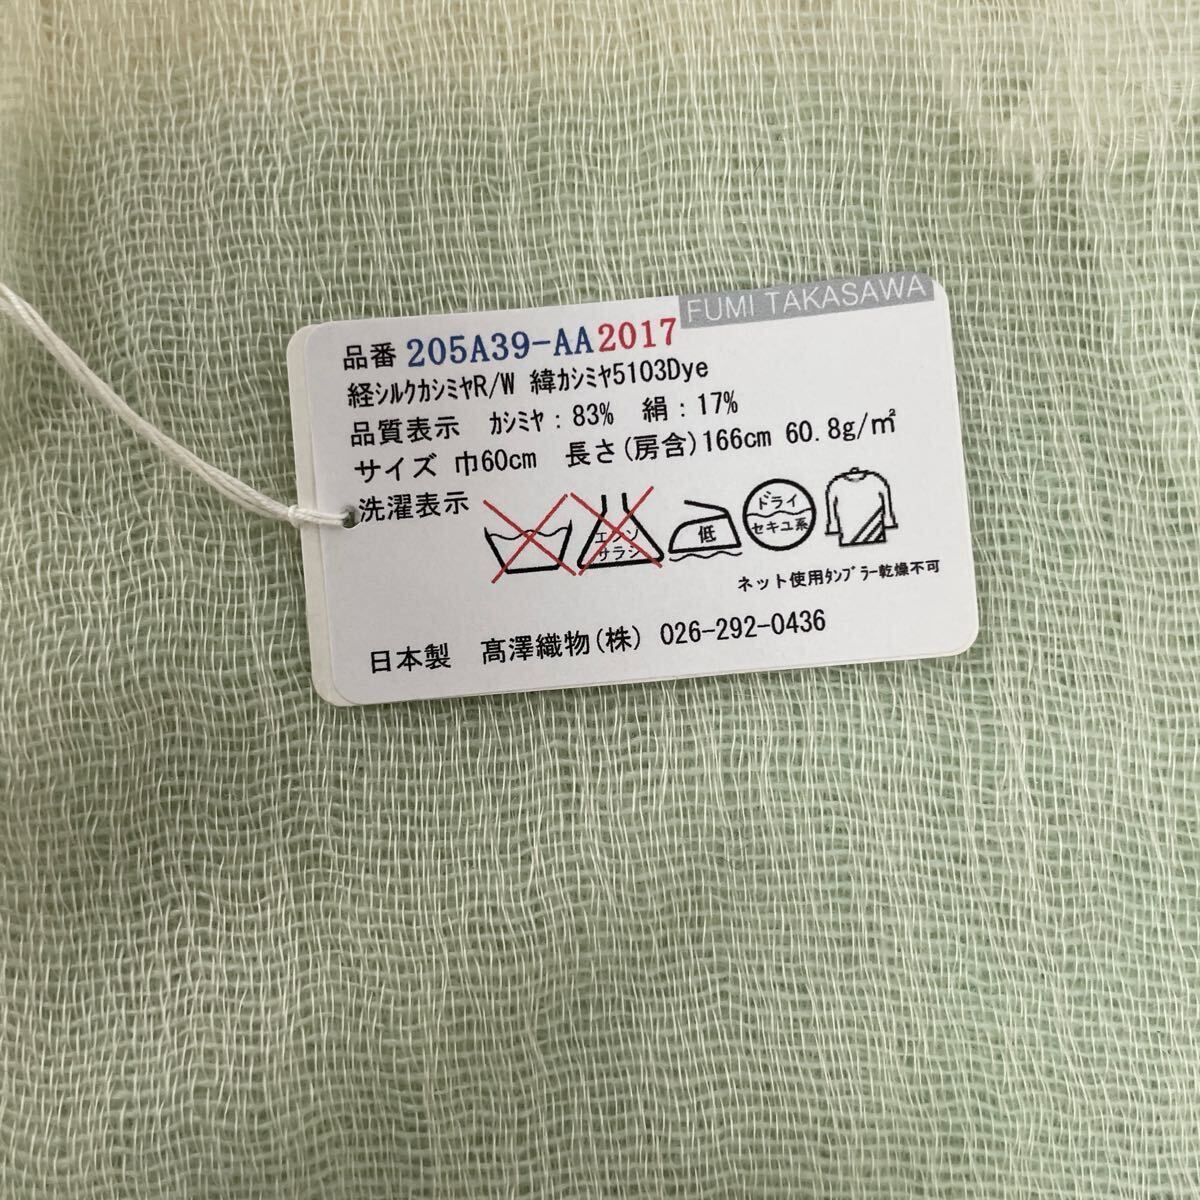 FUMI TAKASAWA
品番 205A39-AA2017
経ｼﾙｸｶｼﾐﾔR/W 緯ｶｼﾐﾔ5103Dye
品質表示 ｶｼﾐﾔ：83% 絹：17%
サイズ 巾60cm 長さ(房含)166cm 60.8g/㎡
洗濯表示
エンソ
サラシ
低
ドライ
セキユ系
ネット使用ﾀﾝﾌﾞﾗｰ乾燥不可
日本製 髙澤織物(株) 026-292-0436